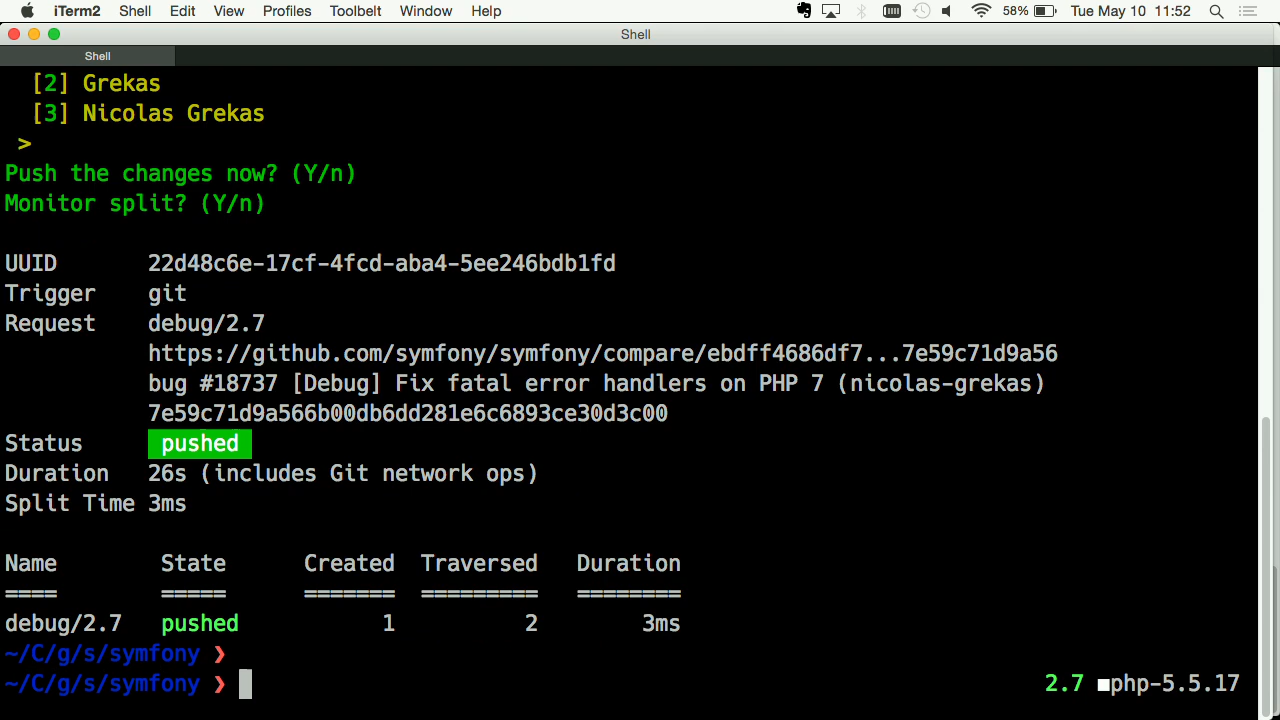 iTerm2 Shell Edit View Profiles Toolbelt Window Help 58% Tue May 10 11:52
Shell
Shell
[2] Grekas
[3] Nicolas Grekas
>
Push the changes now? (Y/n)
Monitor split? (Y/n)
UUID 22d48c6e-17cf-4fcd-aba4-5ee246bdb1fd
Trigger git
Request debug/2.7
https://github.com/symfony/symfony/compare/ebdff4686df7...7e59c71d9a56
bug #18737 [Debug] Fix fatal error handlers on PHP 7 (nicolas-grekas)
7e59c71d9a566b00db6dd281e6c6893ce30d3c00
Status pushed
Duration 26s (includes Git network ops)
Split Time 3ms
Name State Created Traversed Duration
==== ===== ======= ========= ========
debug/2.7 pushed 1 2 3ms
~/C/g/s/symfony ❯
~/C/g/s/symfony ❯ 2.7 ■php-5.5.17